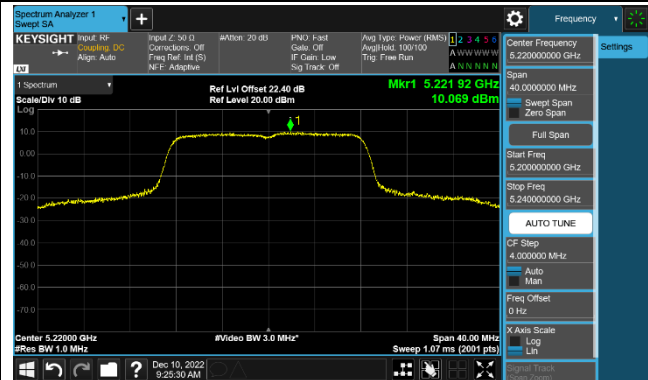 Spectrum Analyzer 1
Swept SA
Frequency
KEYSIGHT
Input: RF
Coupling: DC
Align: Auto
Input Z: 50 Ω
Corrections: Off
Freq Ref: Int (S)
NFE: Adaptive
#Atten: 20 dB
PNO: Fast
Gate: Off
IF Gain: Low
Sig Track: Off
Avg Type: Power (RMS)
Avg|Hold: 100/100
Trig: Free Run
1 2 3 4 5 6
A W W W W W
A N N N N N
LXI
Center Frequency
5.220000000 GHz
Settings
Span
40.0000000 MHz
Swept Span
Zero Span
Full Span
Start Freq
5.200000000 GHz
Stop Freq
5.240000000 GHz
AUTO TUNE
CF Step
4.000000 MHz
Auto
Man
Freq Offset
0 Hz
X Axis Scale
Log
Lin
Signal Track
(Span Zoom)
1 Spectrum
Scale/Div 10 dB
Log
Ref Lvl Offset 22.40 dB
Ref Level 20.00 dBm
Mkr1 5.221 92 GHz
10.069 dBm
1
10.0
0.00
-10.0
-20.0
-30.0
-40.0
-50.0
-60.0
-70.0
Center 5.22000 GHz
#Res BW 1.0 MHz
#Video BW 3.0 MHz*
Span 40.00 MHz
Sweep 1.07 ms (2001 pts)
Dec 10, 2022
9:25:30 AM